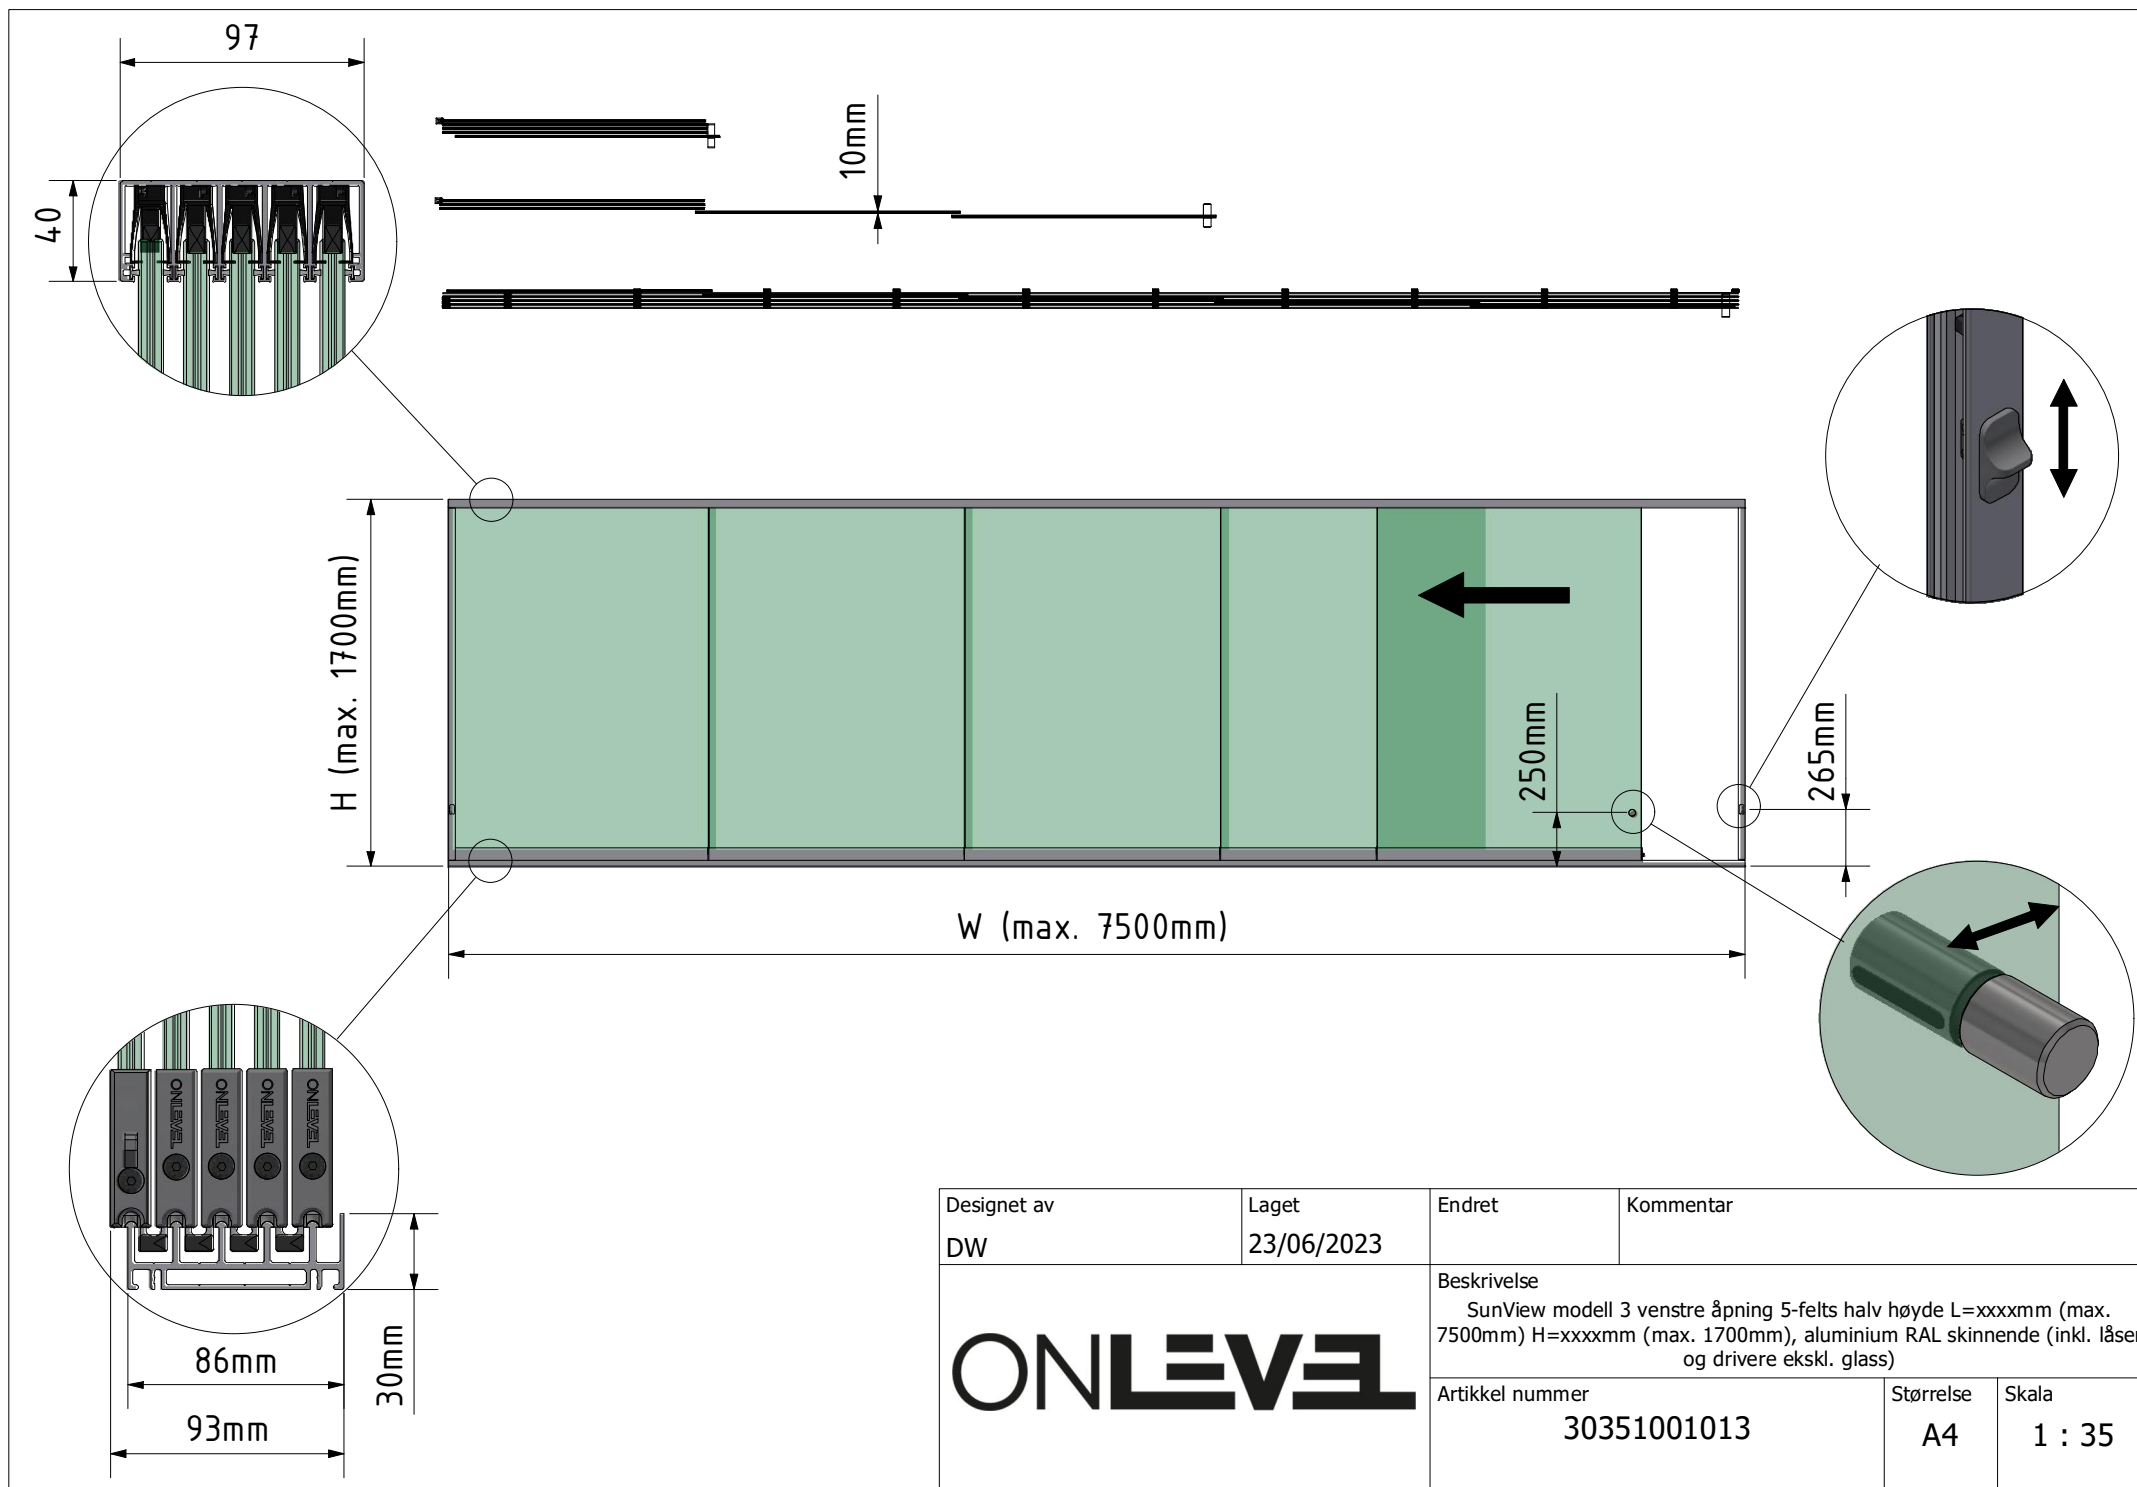 97
40
10mm
H (max. 1700mm)
250mm
265mm
W (max. 7500mm)
ONLEVEL
ONLEVEL
ONLEVEL
ONLEVEL
86mm
93mm
30mm
Designet av
DW
Laget
23/06/2023
Endret
Kommentar
ONLEVEL
Beskrivelse
SunView modell 3 venstre åpning 5-felts halv høyde L=xxxxmm (max.
7500mm) H=xxxxmm (max. 1700mm), aluminium RAL skinnende (inkl. låser
og drivere ekskl. glass)
Artikkel nummer
30351001013
Størrelse
A4
Skala
1 : 35